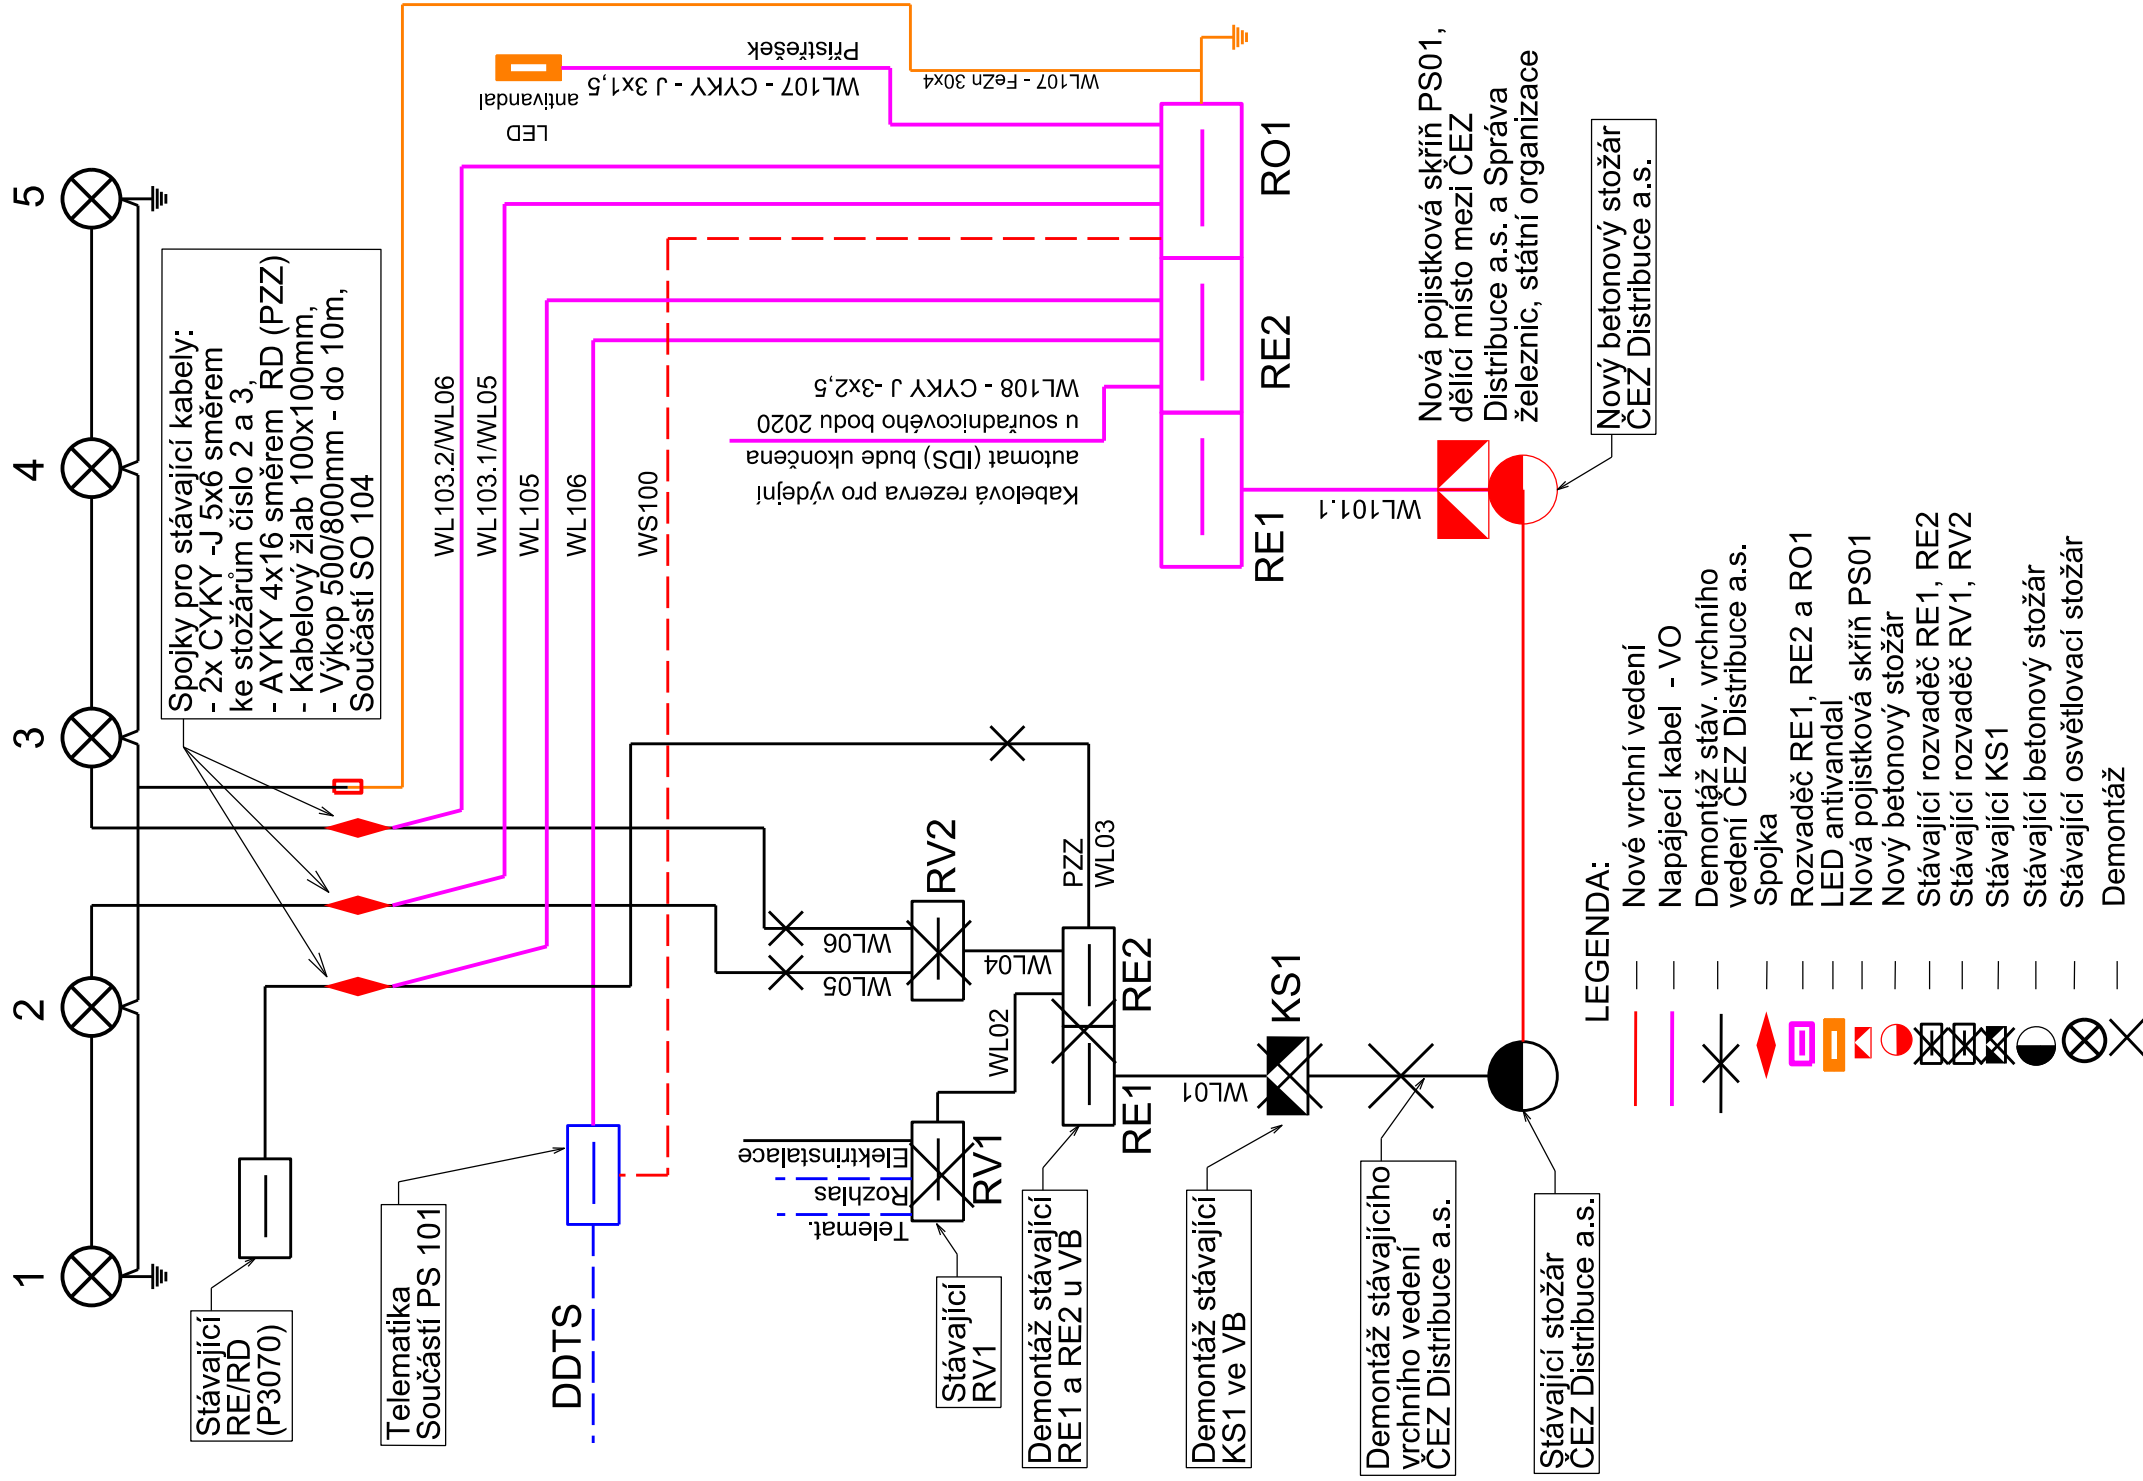 1
2
3
4
5
Spojky pro stávající kabely:
- 2x CYKY -J 5x6 směrem
ke stožárům číslo 2 a 3,
- AYKY 4x16 směrem RD (PZZ)
- Kabelový žlab 100x100mm,
- Výkop 500/800mm - do 10m,
Součástí SO 104
Stávající
RE/RD
(P3070)
Telematika
Součástí PS 101
DDTS
WL103.2/WL06
WL103.1/WL05
WL105
WL106
WS100
LED
antivandal
WL107 - CYKY - J 3x1,5
Přístřešek
WL107 - FeZn 30x4
Kabelová rezerva pro výdejní
automat (IDS) bude ukončena
u souřadnicového bodu 2020
WL108 - CYKY J -3x2,5
RE1
RE2
RO1
WL101.1
Nová pojistková skříň PS01,
dělící místo mezi ČEZ
Distribuce a.s. a Správa
železnic, státní organizace
Nový betonový stožár
ČEZ Distribuce a.s.
Telemat.
Rozhlas
Elektrinstalace
RV1
Stávající
RV1
WL05
WL06
RV2
WL04
WL02
PZZ
WL03
RE1
RE2
Demontáž stávající
RE1 a RE2 u VB
WL01
KS1
Demontáž stávající
KS1 ve VB
Demontáž stávajícího
vrchního vedení
ČEZ Distribuce a.s.
Stávající stožár
ČEZ Distribuce a.s.
LEGENDA:
Nové vrchní vedení
Napájecí kabel - VO
Demontáž stáv. vrchního
vedení ČEZ Distribuce a.s.
Spojka
Rozvaděč RE1, RE2 a RO1
LED antivandal
Nová pojistková skříň PS01
Nový betonový stožár
Stávající rozvaděč RE1, RE2
Stávající rozvaděč RV1, RV2
Stávající KS1
Stávající betonový stožár
Stávající osvětlovací stožár
Demontáž